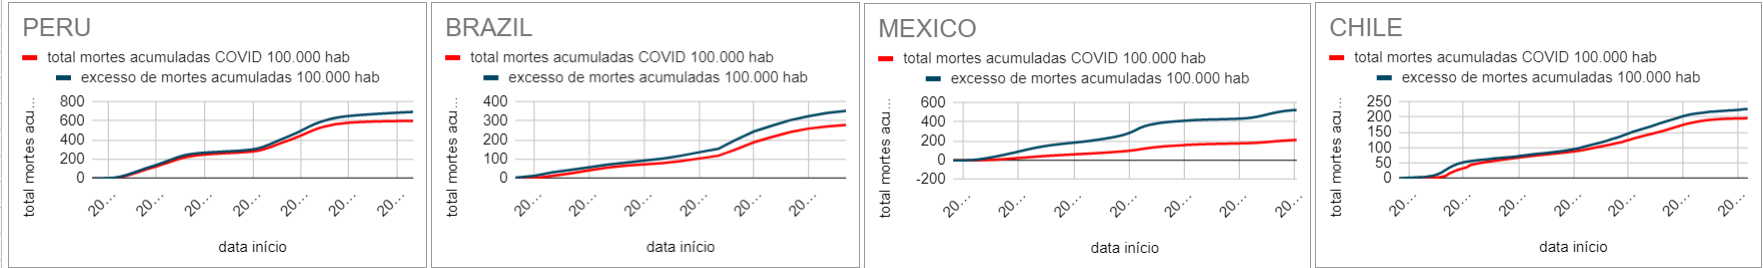 PERU
total mortes acumuladas COVID 100.000 hab
excesso de mortes acumuladas 100.000 hab
total mortes acu...
800
600
400
200
0
20... 20... 20... 20... 20... 20... 20...
data início
BRAZIL
total mortes acumuladas COVID 100.000 hab
excesso de mortes acumuladas 100.000 hab
total mortes acu...
400
300
200
100
0
20... 20... 20... 20... 20... 20...
data início
MEXICO
total mortes acumuladas COVID 100.000 hab
excesso de mortes acumuladas 100.000 hab
total mortes acu...
600
400
200
0
-200
20... 20... 20... 20... 20... 20... 20...
data início
CHILE
total mortes acumuladas COVID 100.000 hab
excesso de mortes acumuladas 100.000 hab
total mortes acu...
250
200
150
100
50
0
20... 20... 20... 20... 20... 20... 20...
data início